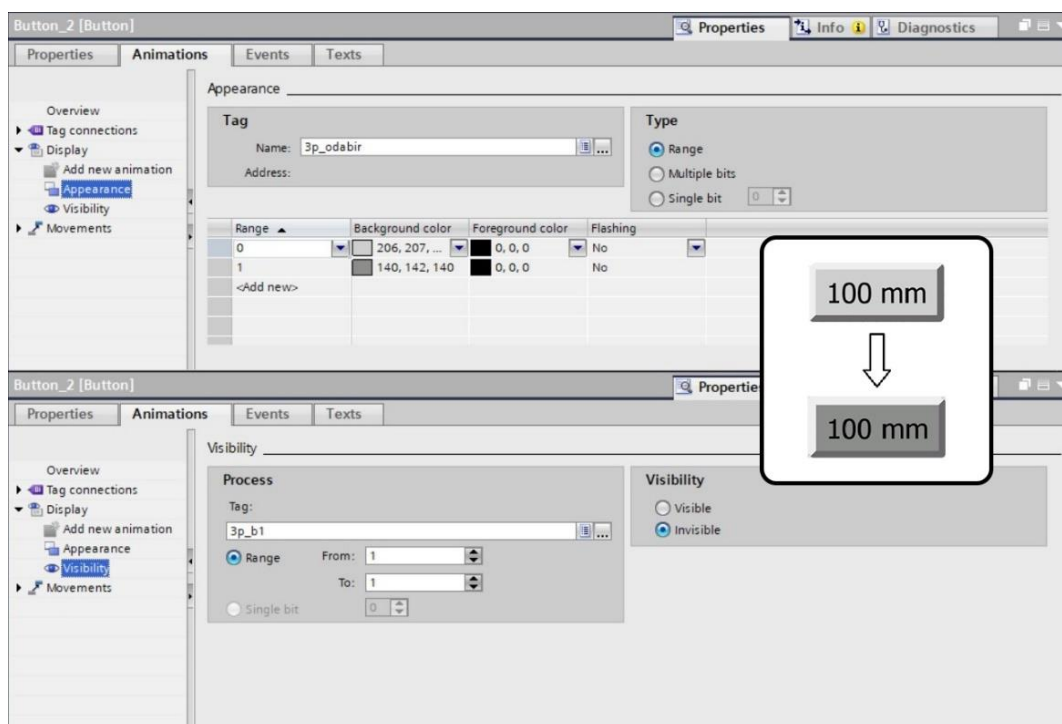 Button_2 [Button]
Properties Info Diagnostics
Properties Animations Events Texts
Appearance
Overview
Tag connections
Display
Add new animation
Appearance
Visibility
Movements
Tag
Name: 3p_odabir
Address:
Type
Range
Multiple bits
Single bit 0
Range Background color Foreground color Flashing
0 206, 207, ... 0, 0, 0 No
1 140, 142, 140 0, 0, 0 No
<Add new>
100 mm
100 mm
Button_2 [Button]
Propertie
Properties Animations Events Texts
Visibility
Overview
Tag connections
Display
Add new animation
Appearance
Visibility
Movements
Process
Tag:
3p_b1
Range From: 1
To: 1
Single bit 0
Visibility
Visible
Invisible